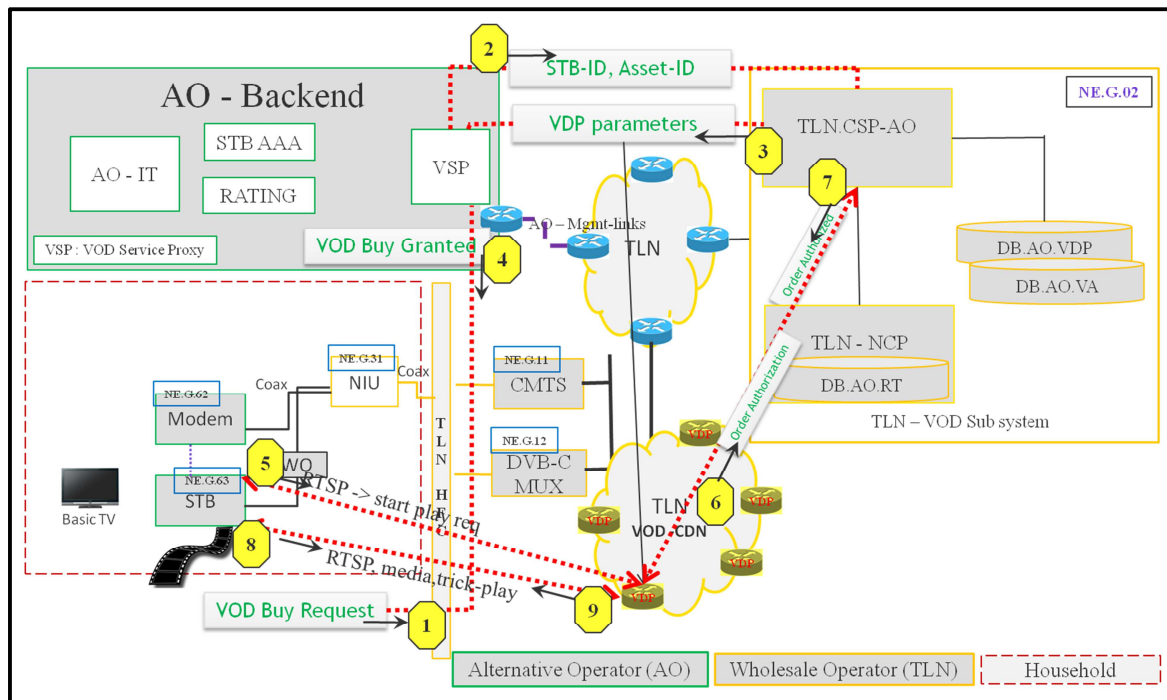 2
STB-ID, Asset-ID
NE.G.02
AO - Backend
VDP parameters
TLN.CSP-AO
STB AAA
3
AO - IT
VSP
7
RATING
AO – Mgmt-links
TLN
VSP : VOD Service Proxy
VOD Buy Granted
4
Order Authorized
DB.AO.VDP
DB.AO.VA
NE.G.31
NIU
Coax
Coax
NE.G.11
CMTS
TLN - NCP
DB.AO.RT
TLN – VOD Sub system
NE.G.62
Modem
TLN HEC
NE.G.12
DVB-C
MUX
Order Authorization
VDP
5
WO
NE.G.63
STB
RTSP -> start play req
Basic TV
TLN
VOD CDN
6
VDP
VDP
VDP
VDP
8
RTSP, media,trick-play
9
VOD Buy Request
1
Alternative Operator (AO)
Wholesale Operator (TLN)
Household